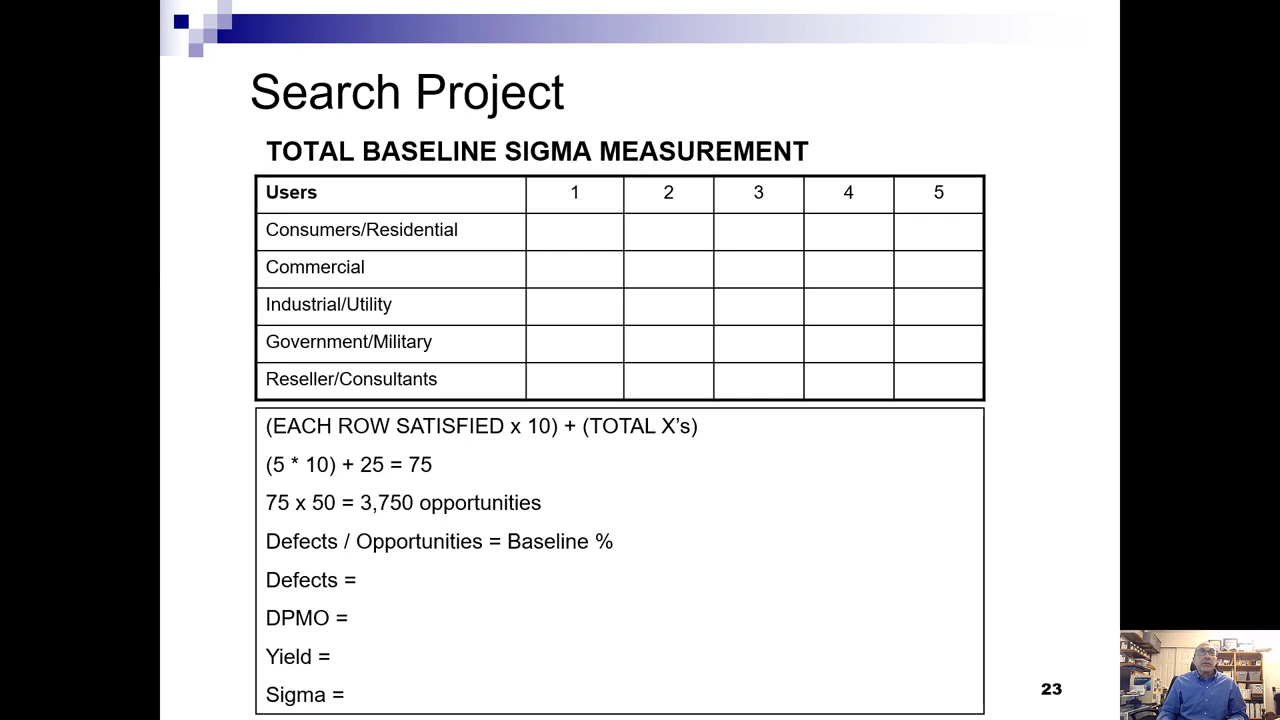 Search Project
TOTAL BASELINE SIGMA MEASUREMENT
Users 1 2 3 4 5
Consumers/Residential
Commercial
Industrial/Utility
Government/Military
Reseller/Consultants
(EACH ROW SATISFIED x 10) + (TOTAL X’s)
(5 * 10) + 25 = 75
75 x 50 = 3,750 opportunities
Defects / Opportunities = Baseline %
Defects =
DPMO =
Yield =
Sigma =
23